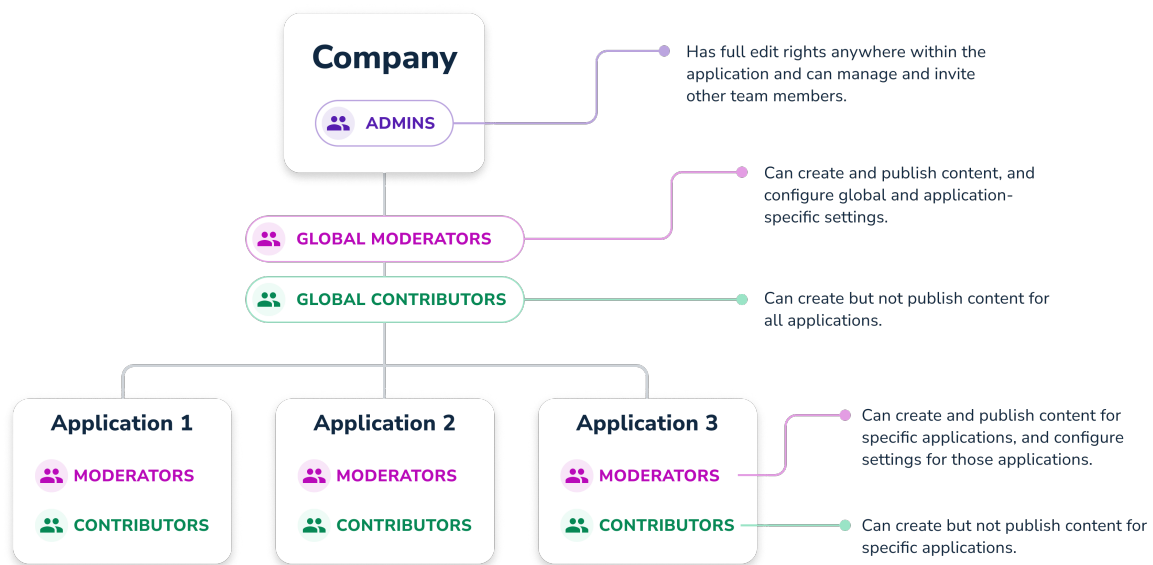 Company
ADMINS
Has full edit rights anywhere within the
application and can manage and invite
other team members.
GLOBAL MODERATORS
Can create and publish content, and
configure global and application-
specific settings.
GLOBAL CONTRIBUTORS
Can create but not publish content for
all applications.
Application 1
MODERATORS
CONTRIBUTORS
Application 2
MODERATORS
CONTRIBUTORS
Application 3
MODERATORS
CONTRIBUTORS
Can create and publish content for
specific applications, and configure
settings for those applications.
Can create but not publish content for
specific applications.